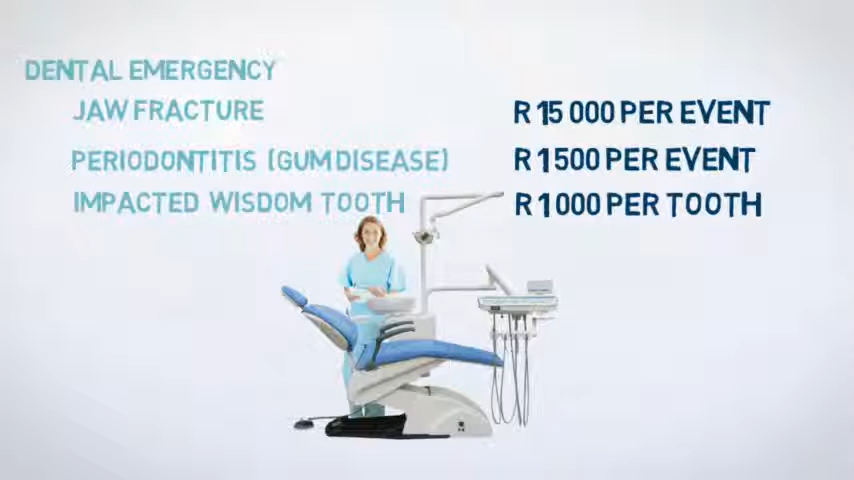 DENTAL EMERGENCY
JAW FRACTURE R 15 000 PER EVENT
PERIODONTITIS (GUM DISEASE) R 1 500 PER EVENT
IMPACTED WISDOM TOOTH R 1 000 PER TOOTH